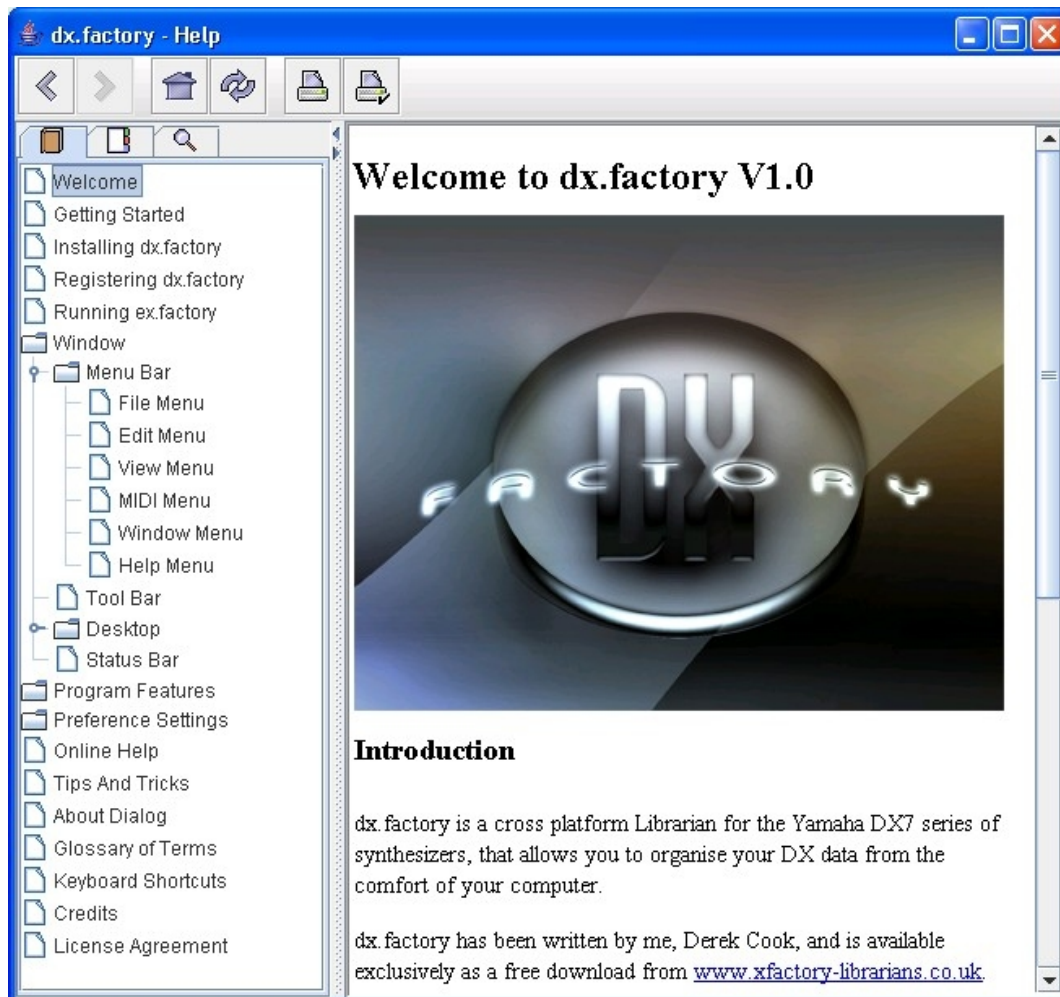 dx.factory - Help
Welcome
Getting Started
Installing dx.factory
Registering dx.factory
Running ex.factory
Window
Menu Bar
File Menu
Edit Menu
View Menu
MIDI Menu
Window Menu
Help Menu
Tool Bar
Desktop
Status Bar
Program Features
Preference Settings
Online Help
Tips And Tricks
About Dialog
Glossary of Terms
Keyboard Shortcuts
Credits
License Agreement
Welcome to dx.factory V1.0
DX
FACTORY
Introduction
dx.factory is a cross platform Librarian for the Yamaha DX7 series of
synthesizers, that allows you to organise your DX data from the
comfort of your computer.
dx.factory has been written by me, Derek Cook, and is available
exclusively as a free download from www.xfactory-librarians.co.uk.